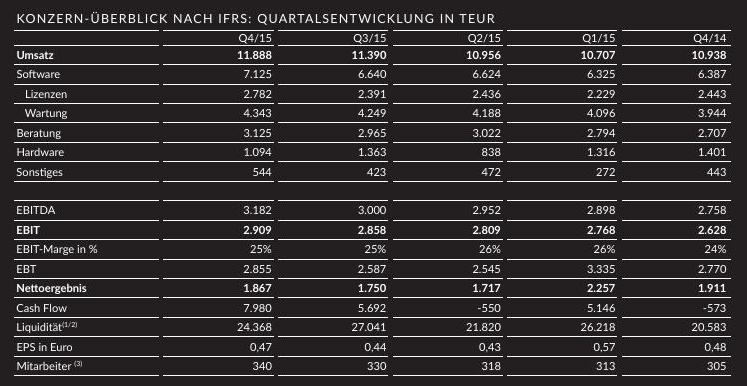 KONZERN-ÜBERBLICK NACH IFRS: QUARTALSENTWICKLUNG IN TEUR
Q4/15 Q3/15 Q2/15 Q1/15 Q4/14
Umsatz 11.888 11.390 10.956 10.707 10.938
Software 7.125 6.640 6.624 6.325 6.387
Lizenzen 2.782 2.391 2.436 2.229 2.443
Wartung 4.343 4.249 4.188 4.096 3.944
Beratung 3.125 2.965 3.022 2.794 2.707
Hardware 1.094 1.363 838 1.316 1.401
Sonstiges 544 423 472 272 443
EBITDA 3.182 3.000 2.952 2.898 2.758
EBIT 2.909 2.858 2.809 2.768 2.628
EBIT-Marge in % 25% 25% 26% 26% 24%
EBT 2.855 2.587 2.545 3.335 2.770
Nettoergebnis 1.867 1.750 1.717 2.257 1.911
Cash Flow 7.980 5.692 -550 5.146 -573
Liquidität(1/2) 24.368 27.041 21.820 26.218 20.583
EPS in Euro 0,47 0,44 0,43 0,57 0,48
Mitarbeiter (3) 340 330 318 313 305